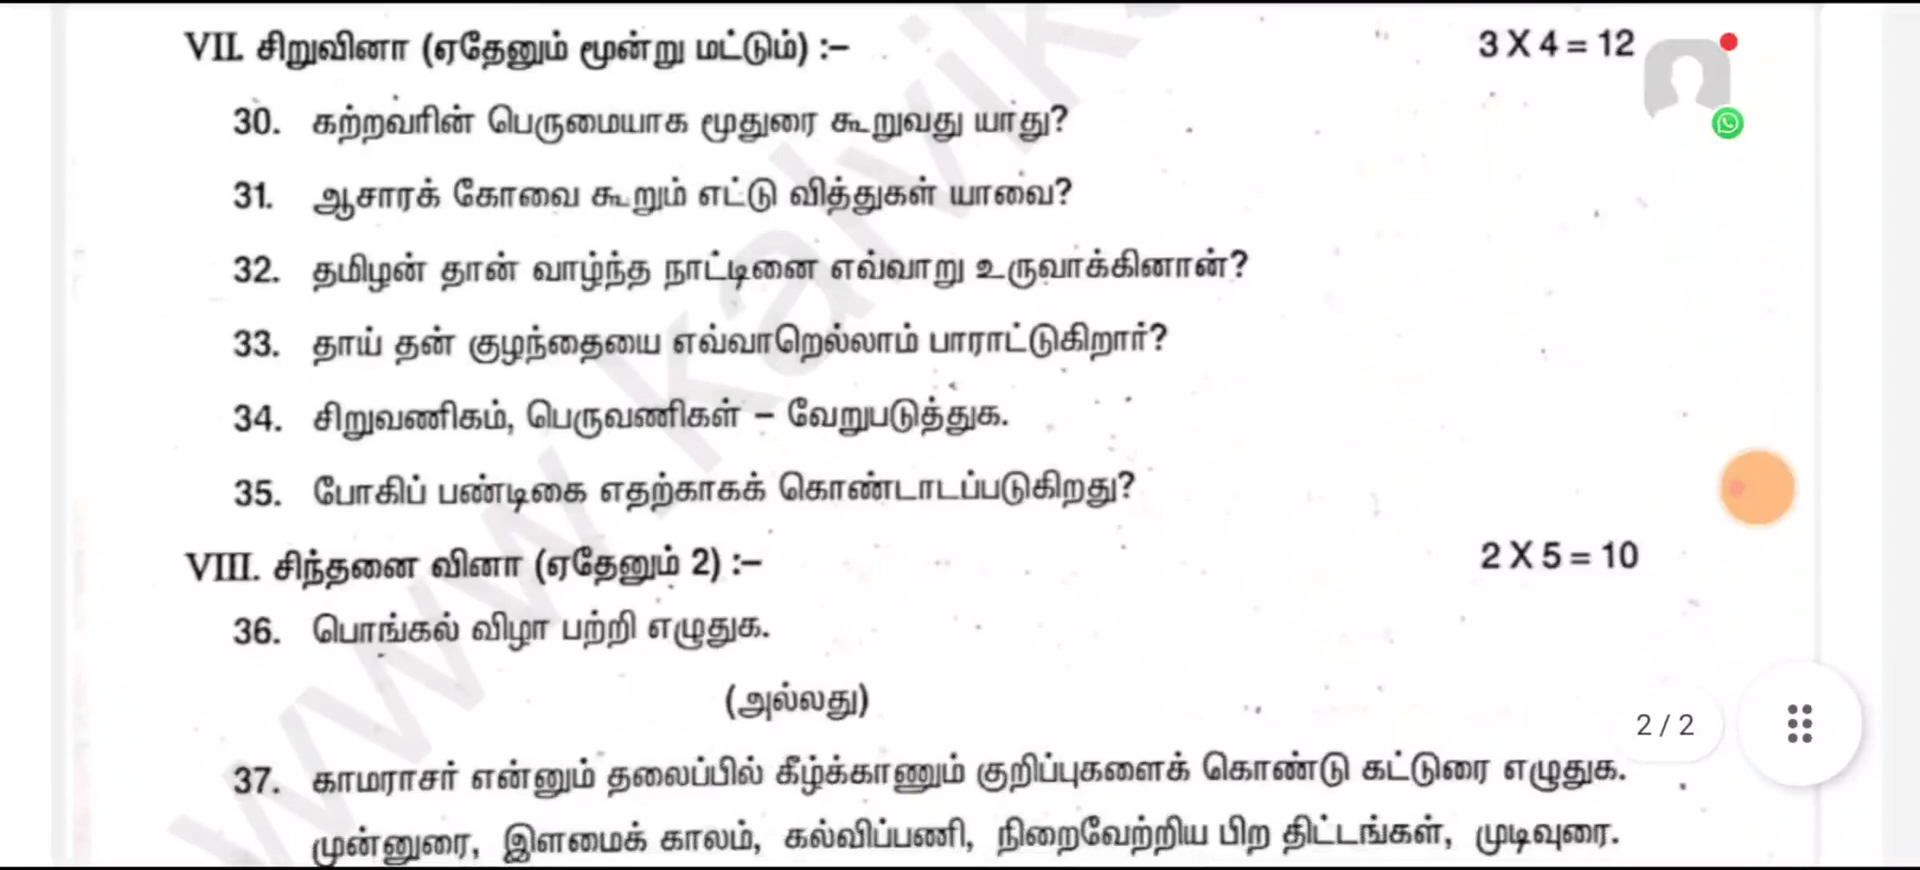 VII. சிறுவினா (ஏதேனும் மூன்று மட்டும்) :– 3 X 4 = 12
30. கற்றவரின் பெருமையாக மூதுரை கூறுவது யாது?
31. ஆசாரக் கோவை கூறும் எட்டு வித்துகள் யாவை?
32. தமிழன் தான் வாழ்ந்த நாட்டினை எவ்வாறு உருவாக்கினான்?
33. தாய் தன் குழந்தையை எவ்வாறெல்லாம் பாராட்டுகிறார்?
34. சிறுவணிகம், பெருவணிகள் – வேறுபடுத்துக.
35. போகிப் பண்டிகை எதற்காகக் கொண்டாடப்படுகிறது?
VIII. சிந்தனை வினா (ஏதேனும் 2) :– 2 X 5 = 10
36. பொங்கல் விழா பற்றி எழுதுக.
(அல்லது)
2 / 2
37. காமராசர் என்னும் தலைப்பில் கீழ்க்காணும் குறிப்புகளைக் கொண்டு கட்டுரை எழுதுக.
முன்னுரை, இளமைக் காலம், கல்விப்பணி, நிறைவேற்றிய பிற திட்டங்கள், முடிவுரை.
www.kalvik